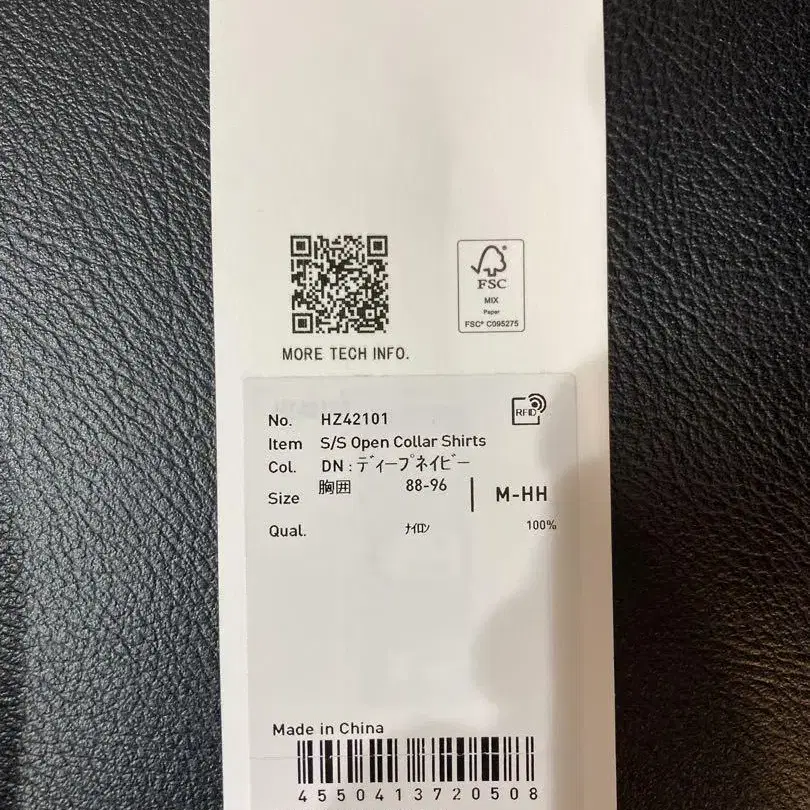 FSC
MIX
Paper
FSC® C095275
MORE TECH INFO.
No. HZ42101
RFID
Item S/S Open Collar Shirts
Col. DN : ディープネイビー
Size 胸囲 88-96 | M-HH
Qual. ナイロン 100%
Made in China
4550413720508